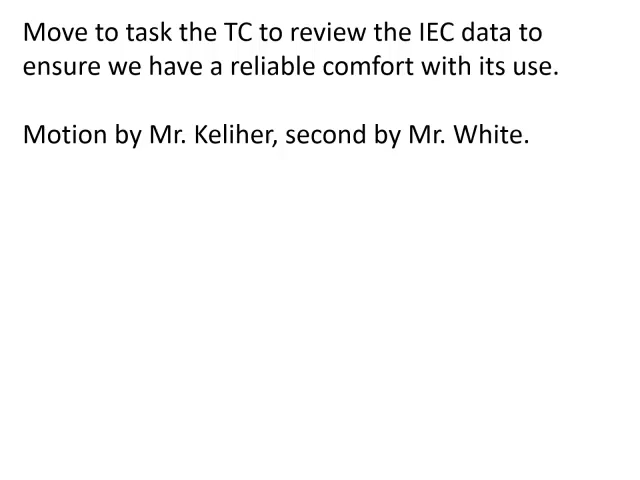 Move to task the TC to review the IEC data to
ensure we have a reliable comfort with its use.
Motion by Mr. Keliher, second by Mr. White.